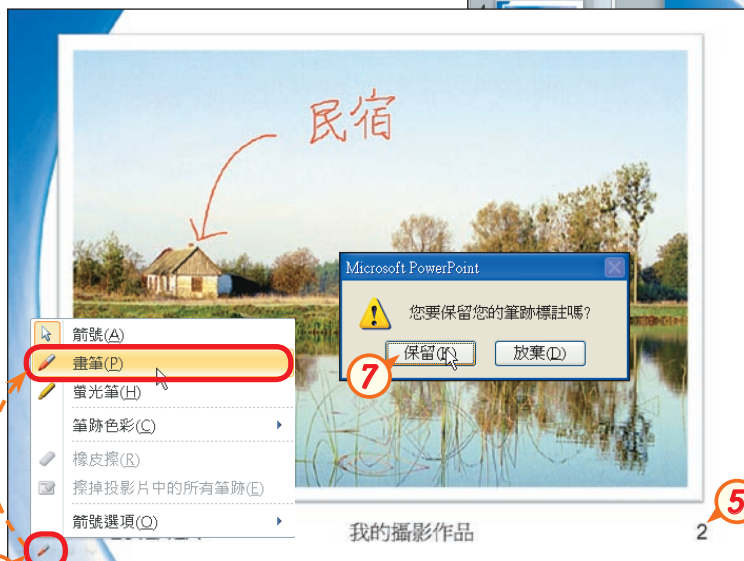 4
民宿
Microsoft PowerPoint
您要保留您的筆跡標註嗎?
保留(K)
放棄(D)
7
箭號(A)
畫筆(P)
螢光筆(H)
筆跡色彩(C)
橡皮擦(R)
擦掉投影片中的所有筆跡(E)
箭號選項(O)
我的攝影作品
2
5